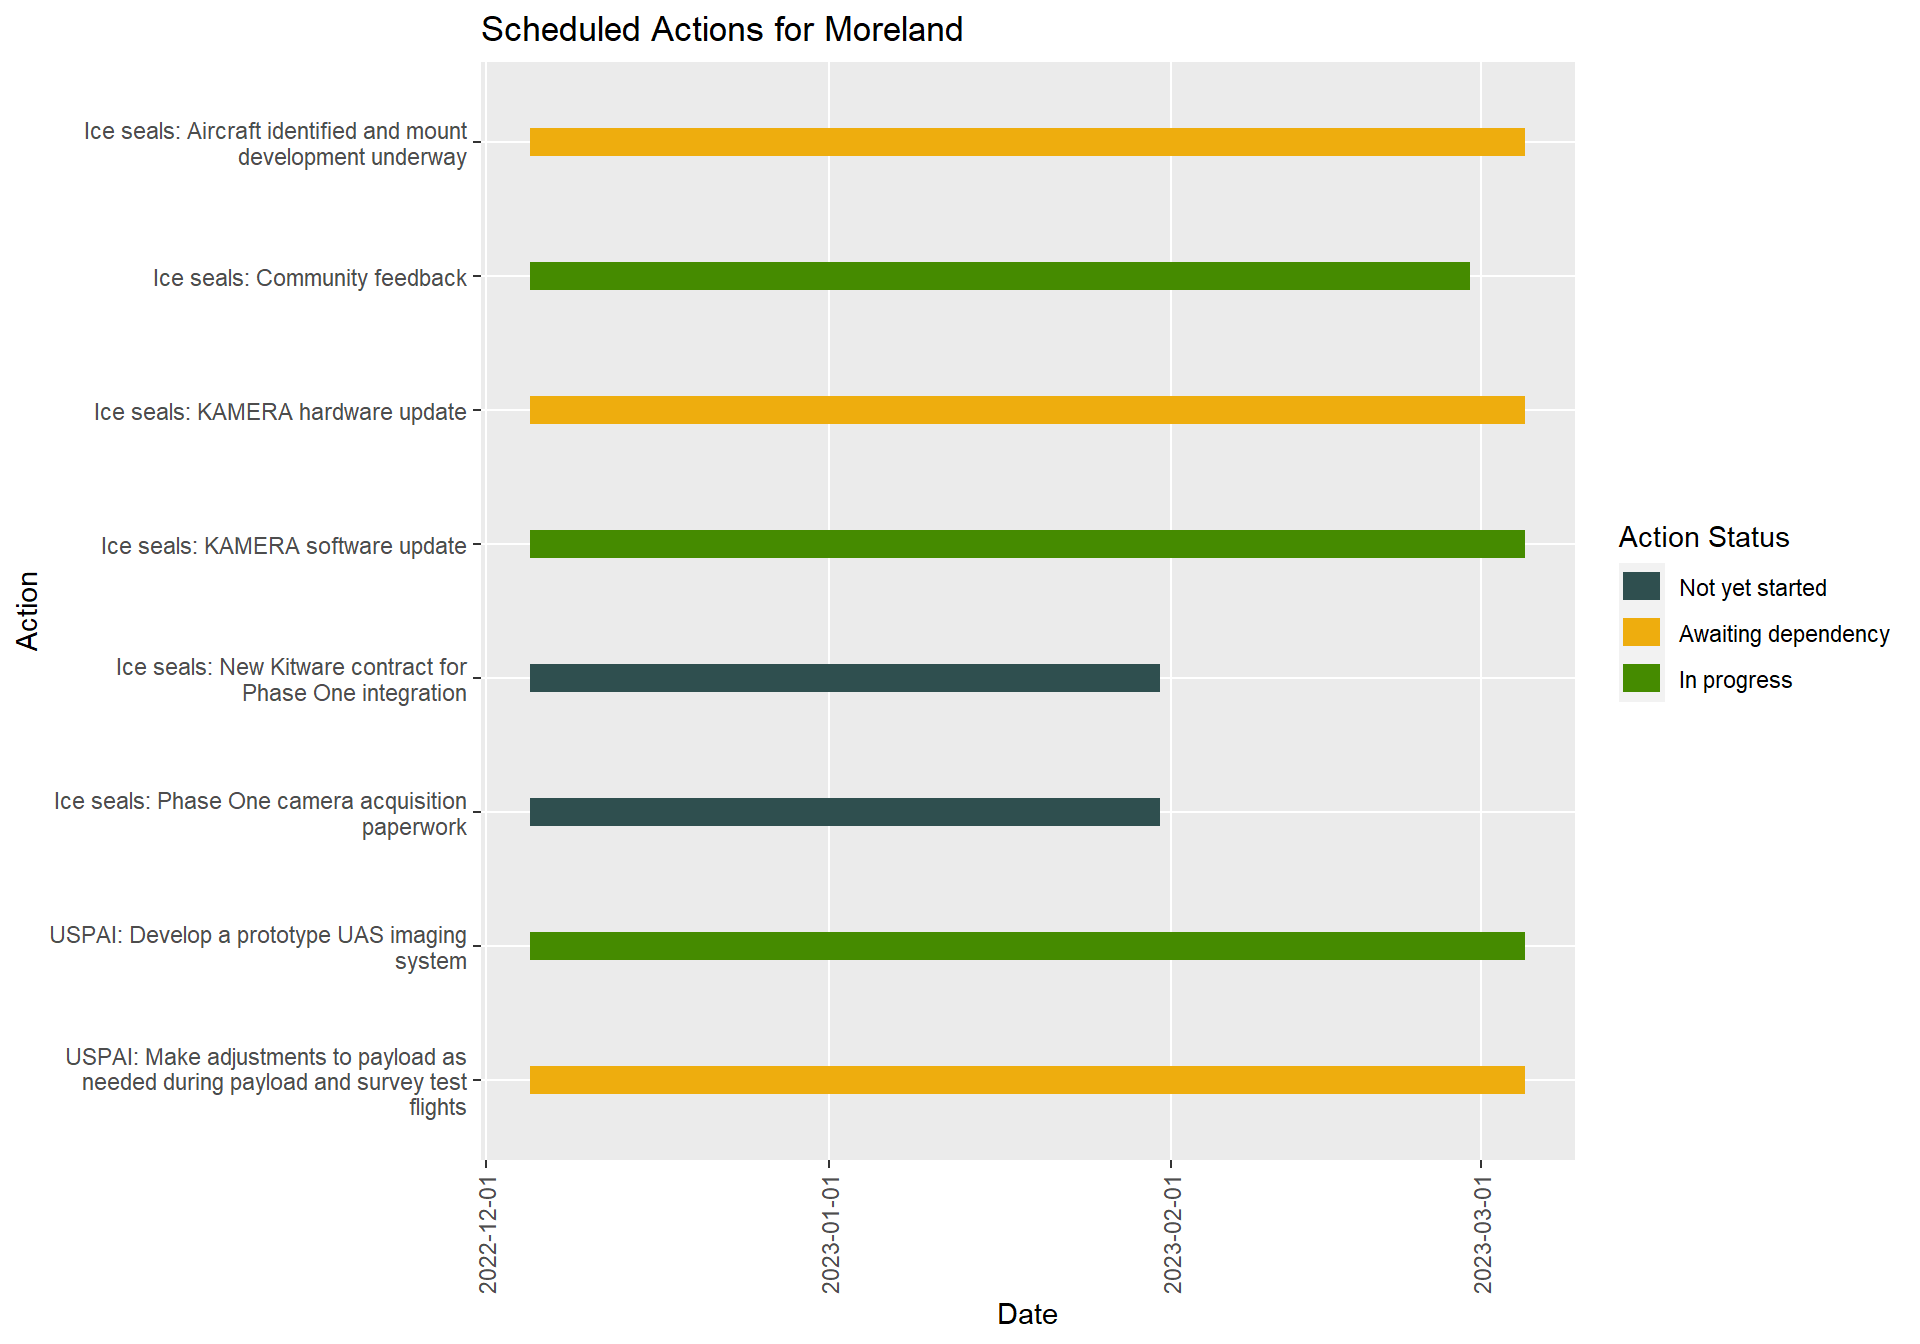 Scheduled Actions for Moreland
Ice seals: Aircraft identified and mount
development underway
Ice seals: Community feedback
Ice seals: KAMERA hardware update
Ice seals: KAMERA software update
Ice seals: New Kitware contract for
Phase One integration
Ice seals: Phase One camera acquisition
paperwork
USPAI: Develop a prototype UAS imaging
system
USPAI: Make adjustments to payload as
needed during payload and survey test
flights
Action
2022-12-01
2023-01-01
2023-02-01
2023-03-01
Date
Action Status
Not yet started
Awaiting dependency
In progress